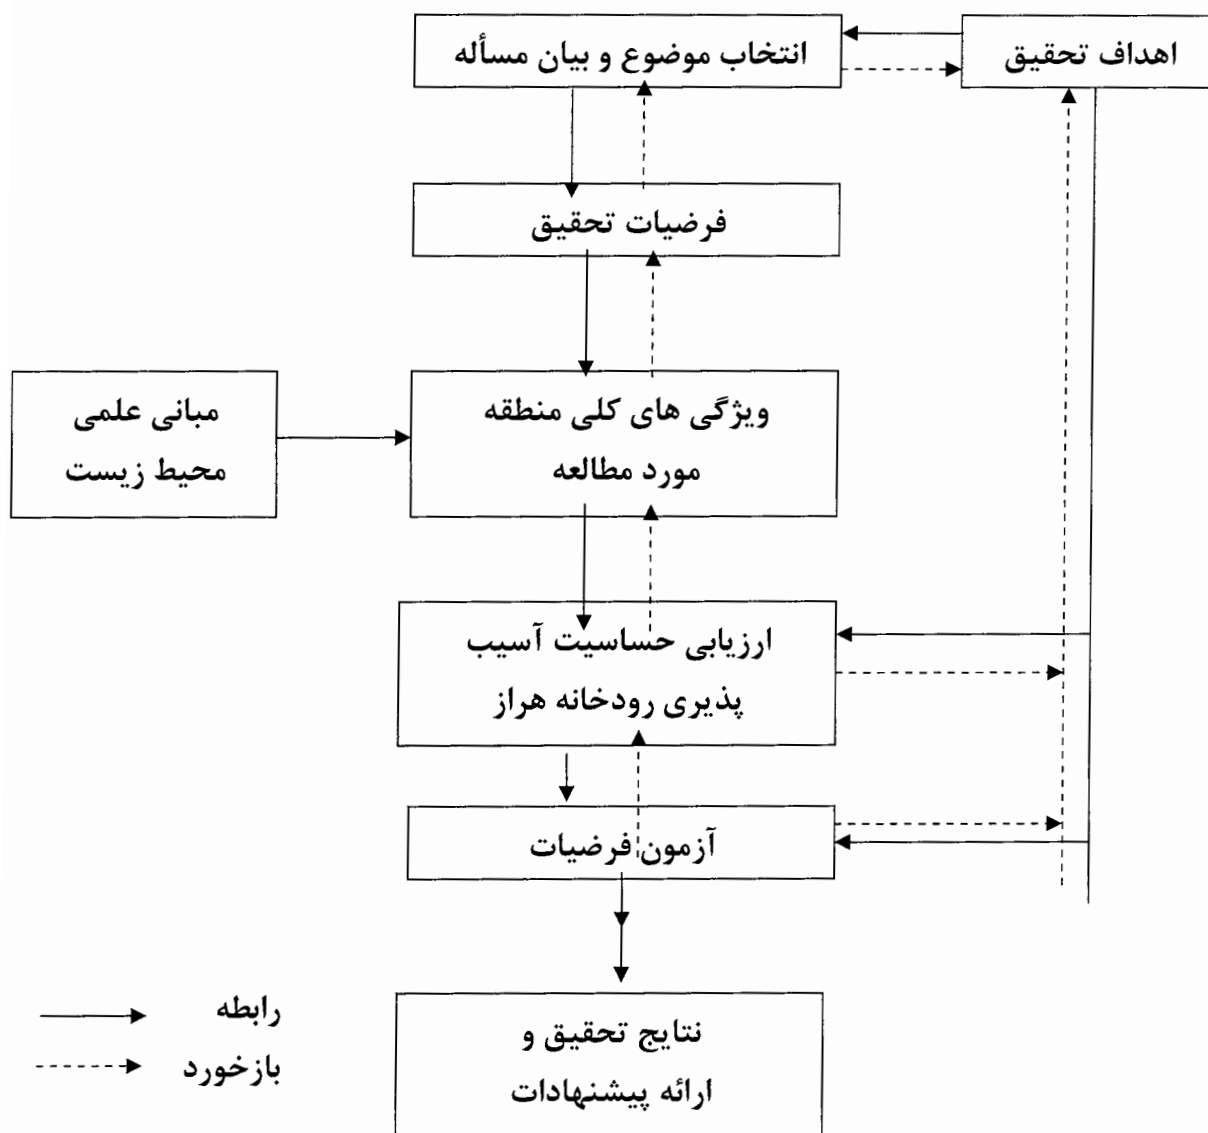 اهداف تحقیق
انتخاب موضوع و بیان مسأله
فرضیات تحقیق
ویژگی های کلی منطقه
مورد مطالعه
مبانی علمی
محیط زیست
ارزیابی حساسیت آسیب
پذیری رودخانه هراز
آزمون فرضیات
نتایج تحقیق و
ارائه پیشنهادات
رابطه
بازخورد